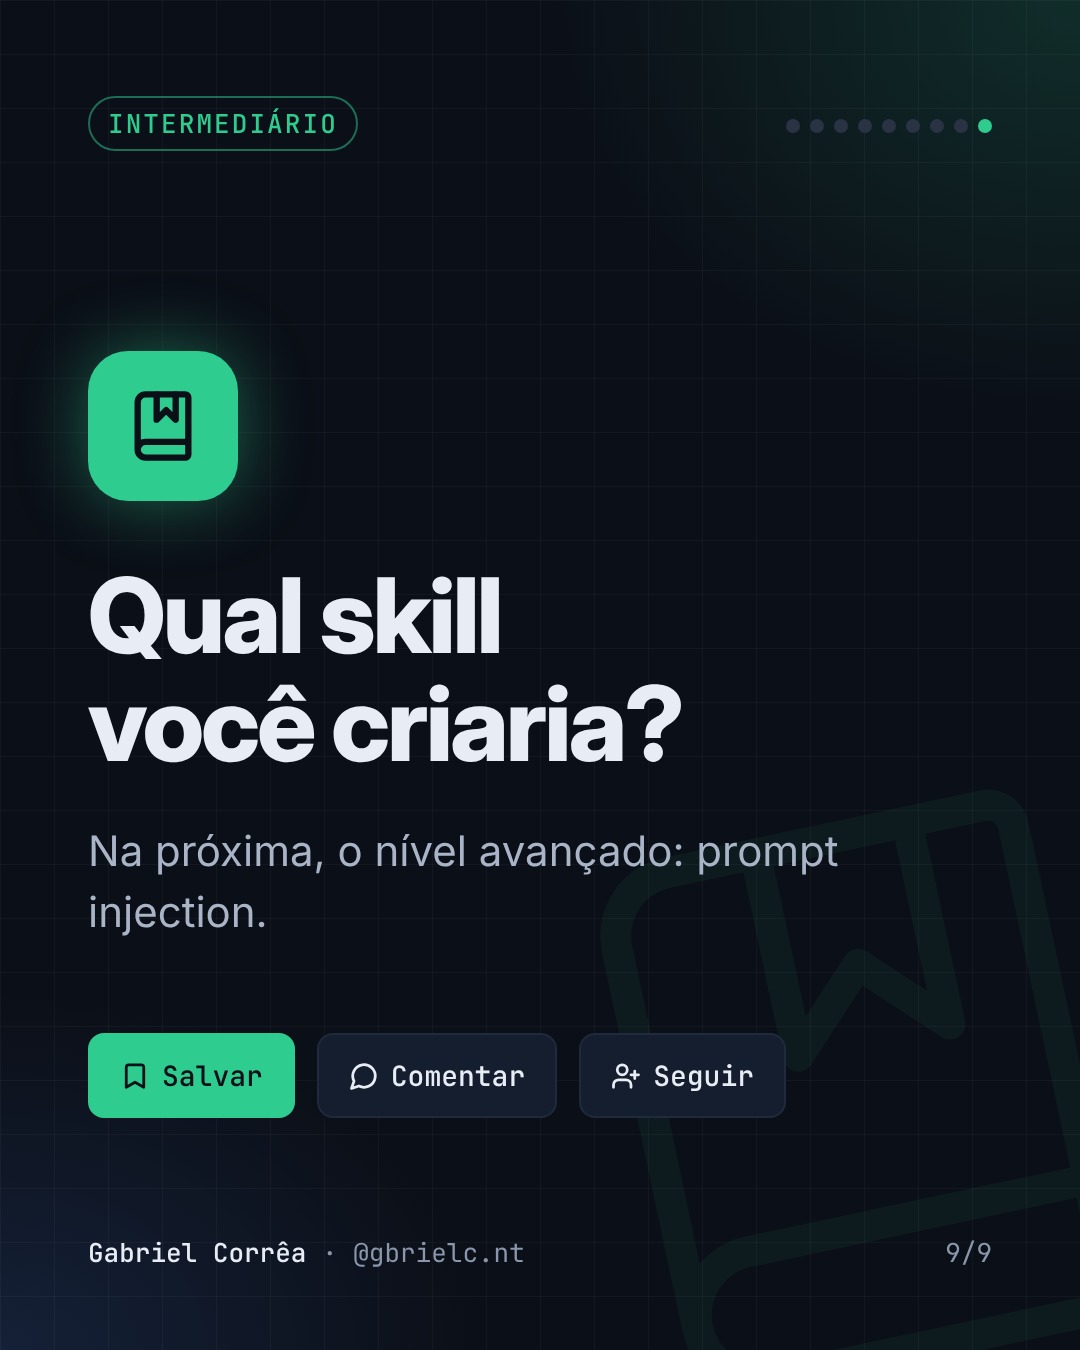 INTERMEDIÁRIO
Qual skill
você criaria?
Na próxima, o nível avançado: prompt
injection.
Salvar
Comentar
Seguir
Gabriel Corrêa · @gbrielc.nt
9/9